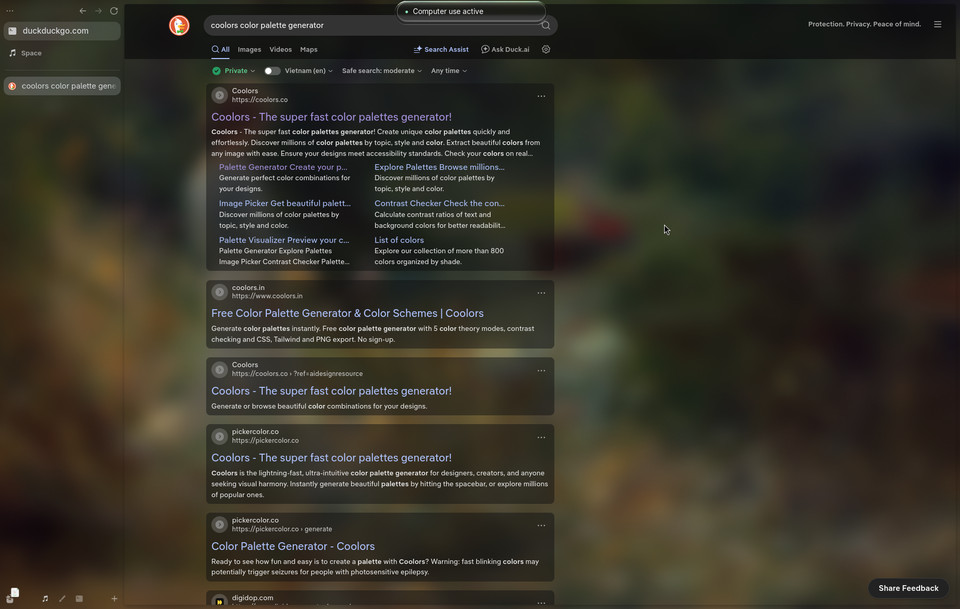 Computer use active
duckduckgo.com
Space
coolors color palette gene
coolors color palette generator
Protection. Privacy. Peace of mind.
All
Images
Videos
Maps
Search Assist
Ask Duck.ai
Private
Vietnam (en)
Safe search: moderate
Any time
Coolors
https://coolors.co
Coolors - The super fast color palettes generator!
Coolors - The super fast color palettes generator! Create unique color palettes quickly and
effortlessly. Discover millions of color palettes by topic, style and color. Extract beautiful colors from
any image with ease. Ensure your designs meet accessibility standards. Check your colors on real...
Palette Generator Create your p...
Generate perfect color combinations for
your designs.
Explore Palettes Browse millions...
Discover millions of color palettes by
topic, style and color.
Image Picker Get beautiful palett...
Discover millions of color palettes by
topic, style and color.
Contrast Checker Check the con...
Calculate contrast ratios of text and
background colors for better readabilit...
Palette Visualizer Preview your c...
Palette Generator Explore Palettes
Image Picker Contrast Checker Palette...
List of colors
Explore our collection of more than 800
colors organized by shade.
coolors.in
https://www.coolors.in
Free Color Palette Generator & Color Schemes | Coolors
Generate color palettes instantly. Free color palette generator with 5 color theory modes, contrast
checking and CSS, Tailwind and PNG export. No sign-up.
Coolors
https://coolors.co › ?ref=aidesignresource
Coolors - The super fast color palettes generator!
Generate or browse beautiful color combinations for your designs.
pickercolor.co
https://pickercolor.co
Coolors - The super fast color palettes generator!
Coolors is the lightning-fast, ultra-intuitive color palette generator for designers, creators, and anyone
seeking visual harmony. Instantly generate beautiful palettes by hitting the spacebar, or explore millions
of popular ones.
pickercolor.co
https://pickercolor.co › generate
Color Palette Generator - Coolors
Ready to see how fun and easy is to create a palette with Coolors? Warning: fast blinking colors may
potentially trigger seizures for people with photosensitive epilepsy.
digidop.com
Share Feedback